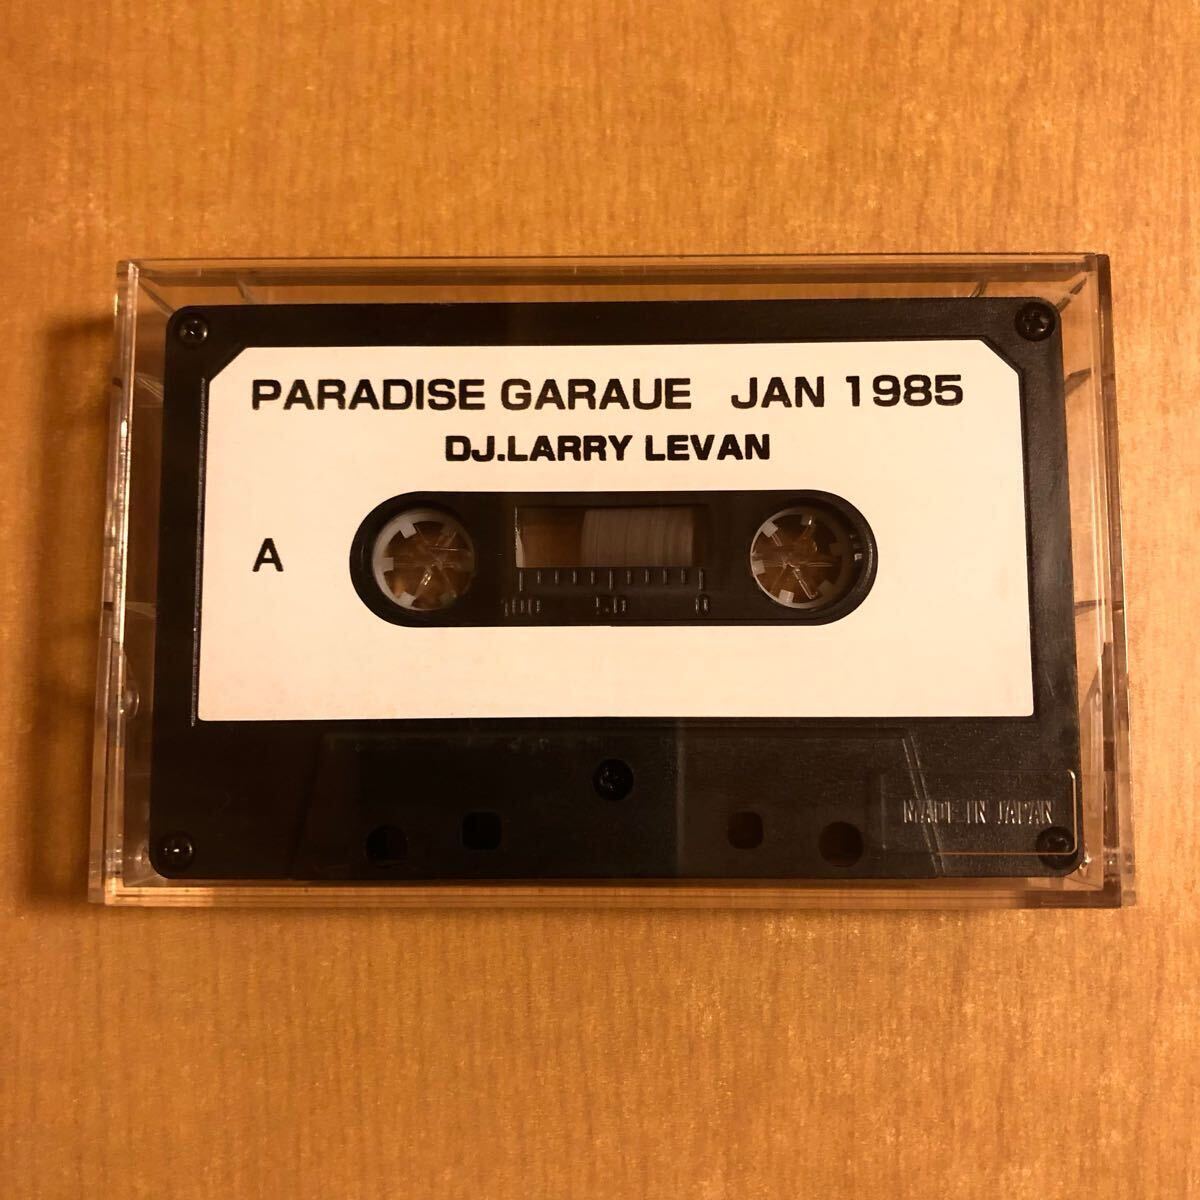 PARADISE GARAUE JAN 1985
DJ.LARRY LEVAN
A
100 50 0
MADE IN JAPAN